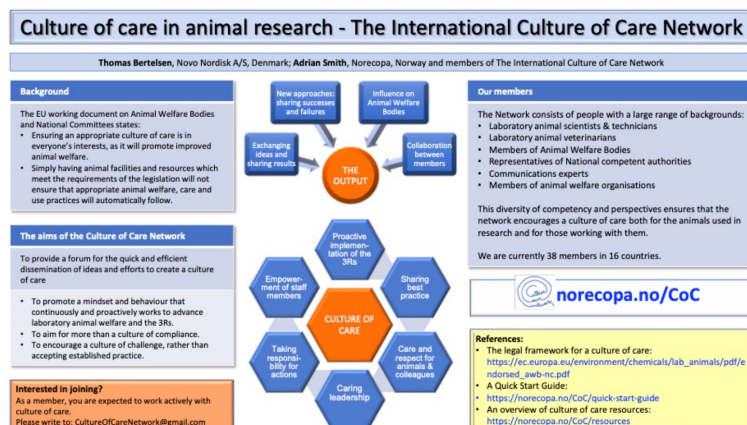 Culture of care in animal research - The International Culture of Care Network
Thomas Bertelsen, Novo Nordisk A/S, Denmark; Adrian Smith, Norecopa, Norway and members of The International Culture of Care Network
Background
The EU working document on Animal Welfare Bodies
and National Committees states:
• Ensuring an appropriate culture of care is in
everyone's interests, as it will promote improved
animal welfare.
• Simply having animal facilities and resources which
meet the requirements of the legislation will not
ensure that appropriate animal welfare, care and
use practices will automatically follow.
The aims of the Culture of Care Network
To provide a forum for the quick and efficient
dissemination of ideas and efforts to create a culture
of care
• To promote a mindset and behaviour that
continuously and proactively works to advance
laboratory animal welfare and the 3Rs.
• To aim for more than a culture of compliance.
• To encourage a culture of challenge, rather than
accepting established practice.
Interested in joining?
As a member, you are expected to work actively with
culture of care.
Please write to: CultureOfCareNetwork@gmail.com
New approaches:
sharing successes
and failures
Influence on
Animal Welfare
Bodies
Exchanging
ideas and
sharing results
Collaboration
between
members
THE
OUTPUT
Proactive
implemen-
tation of the
3Rs
Empower-
ment of staff
members
Sharing
best
practice
CULTURE OF
CARE
Taking
responsi-
bility for
actions
Care and
respect for
animals &
colleagues
Caring
leadership
Our members
The Network consists of people with a large range of backgrounds:
• Laboratory animal scientists & technicians
• Laboratory animal veterinarians
• Members of Animal Welfare Bodies
• Representatives of National competent authorities
• Communications experts
• Members of animal welfare organisations
This diversity of competency and perspectives ensures that the
network encourages a culture of care both for the animals used in
research and for those working with them.
We are currently 38 members in 16 countries.
norecopa.no/CoC
References:
• The legal framework for a culture of care:
https://ec.europa.eu/environment/chemicals/lab_animals/pdf/e
ndorsed_awb-nc.pdf
• A Quick Start Guide:
• https://norecopa.no/CoC/quick-start-guide
• An overview of culture of care resources:
https://norecopa.no/CoC/resources